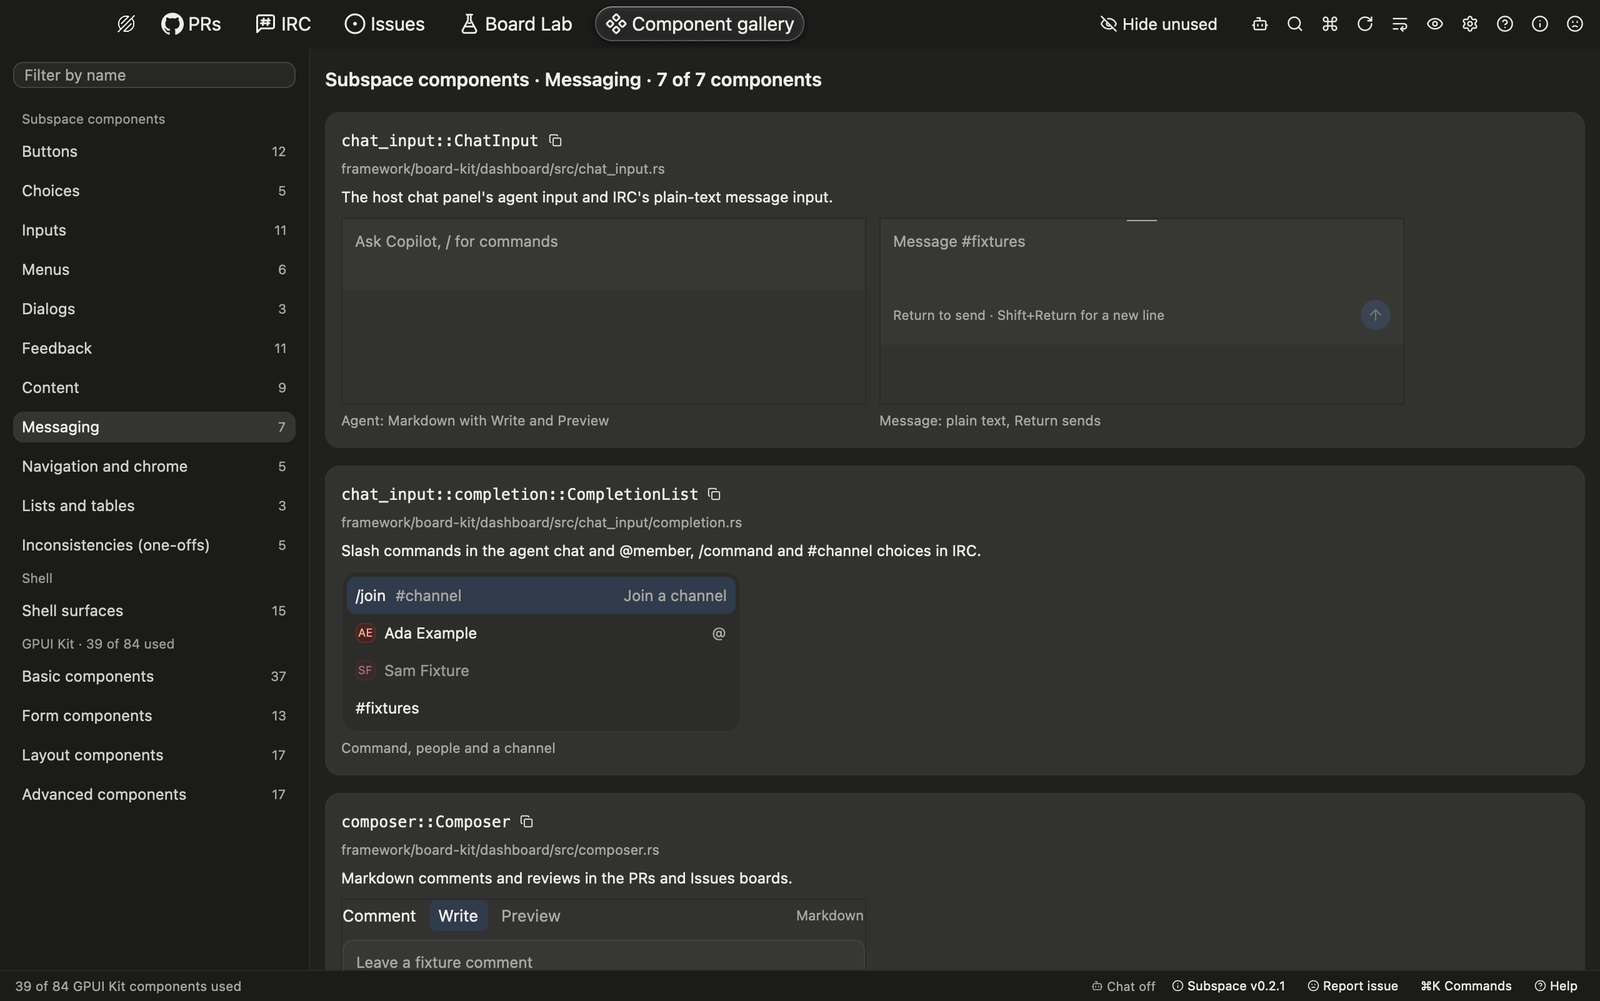 PRs
IRC
Issues
Board Lab
Component gallery
Hide unused
Filter by name
Subspace components
Buttons 12
Choices 5
Inputs 11
Menus 6
Dialogs 3
Feedback 11
Content 9
Messaging 7
Navigation and chrome 5
Lists and tables 3
Inconsistencies (one-offs) 5
Shell
Shell surfaces 15
GPUI Kit · 39 of 84 used
Basic components 37
Form components 13
Layout components 17
Advanced components 17
Subspace components · Messaging · 7 of 7 components
chat_input::ChatInput
framework/board-kit/dashboard/src/chat_input.rs
The host chat panel's agent input and IRC's plain-text message input.
Ask Copilot, / for commands
Agent: Markdown with Write and Preview
Message #fixtures
Return to send · Shift+Return for a new line
Message: plain text, Return sends
chat_input::completion::CompletionList
framework/board-kit/dashboard/src/chat_input/completion.rs
Slash commands in the agent chat and @member, /command and #channel choices in IRC.
/join #channel Join a channel
AE Ada Example @
SF Sam Fixture
#fixtures
Command, people and a channel
composer::Composer
framework/board-kit/dashboard/src/composer.rs
Markdown comments and reviews in the PRs and Issues boards.
Comment Write Preview Markdown
Leave a fixture comment
39 of 84 GPUI Kit components used
Chat off
Subspace v0.2.1
Report issue
⌘K Commands
Help